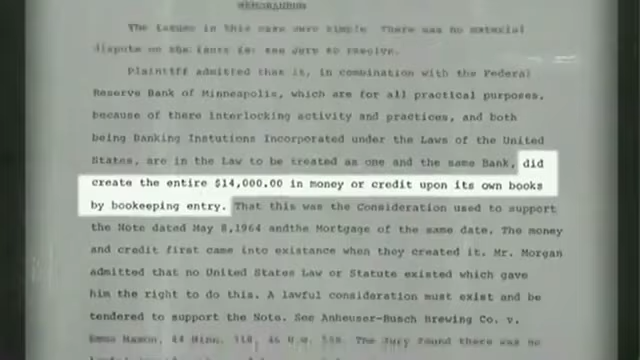 MEMORANDUM
The issues in this case were simple. There was no material
dispute on the facts for the Jury to resolve.
Plaintiff admitted that it, in combination with the Federal
Reserve Bank of Minneapolis, which are for all practical purposes,
because of there interlocking activity and practices, and both
being Banking Instutions Incorporated under the Laws of the United
States, are in the Law to be treated as one and the same Bank, did
create the entire $14,000.00 in money or credit upon its own books
by bookeeping entry. That this was the Consideration used to support
the Note dated May 8,1964 andthe Mortgage of the same date. The money
and credit first came into existance when they created it. Mr. Morgan
admitted that no United States Law or Statute existed which gave
him the right to do this. A lawful consideration must exist and be
tendered to support the Note. See Anheuser-Busch Brewing Co. v.
Emma Mason, 44 Minn. 318, 46 N.W. 558. The Jury found there was no